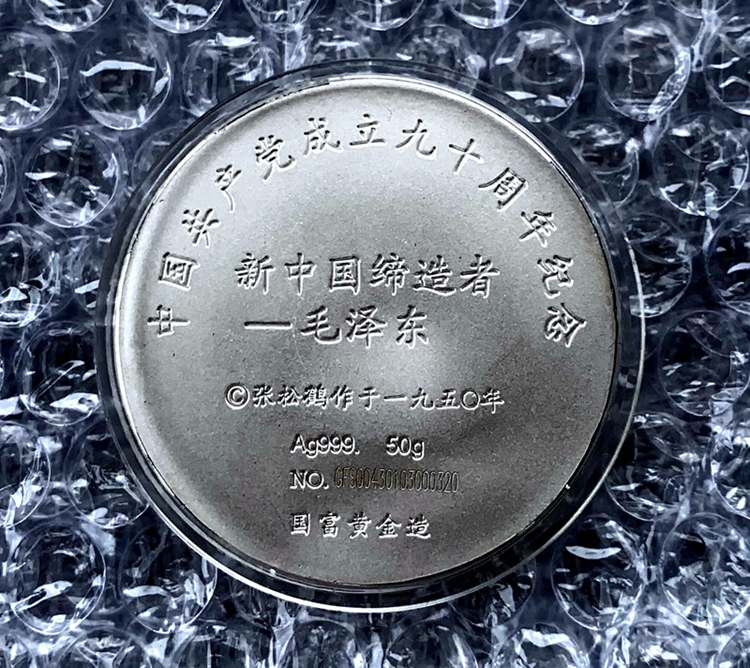 中国共产党成立九十周年纪念
新中国缔造者
—毛泽东
©张松鹤作于一九五〇年
Ag999. 50g
NO. GFS00430103000320
国富黄金造